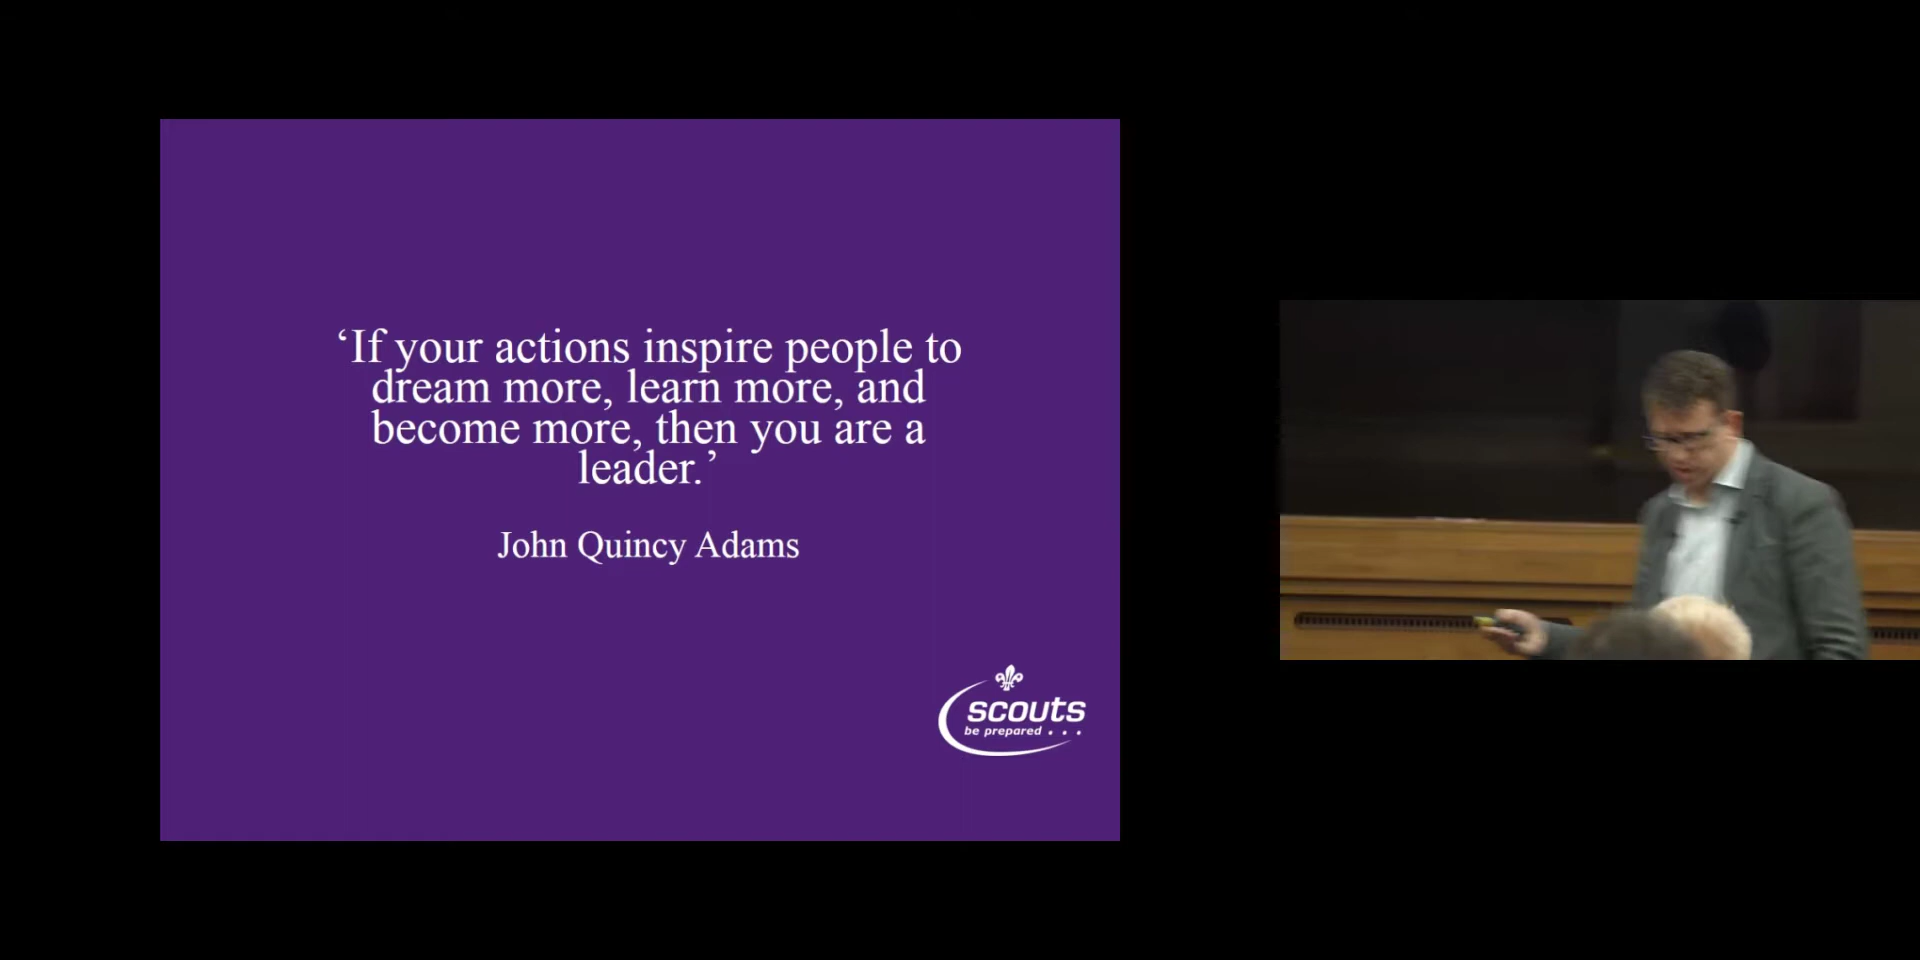 ‘If your actions inspire people to
dream more, learn more, and
become more, then you are a
leader.’
John Quincy Adams
scouts
be prepared . . .